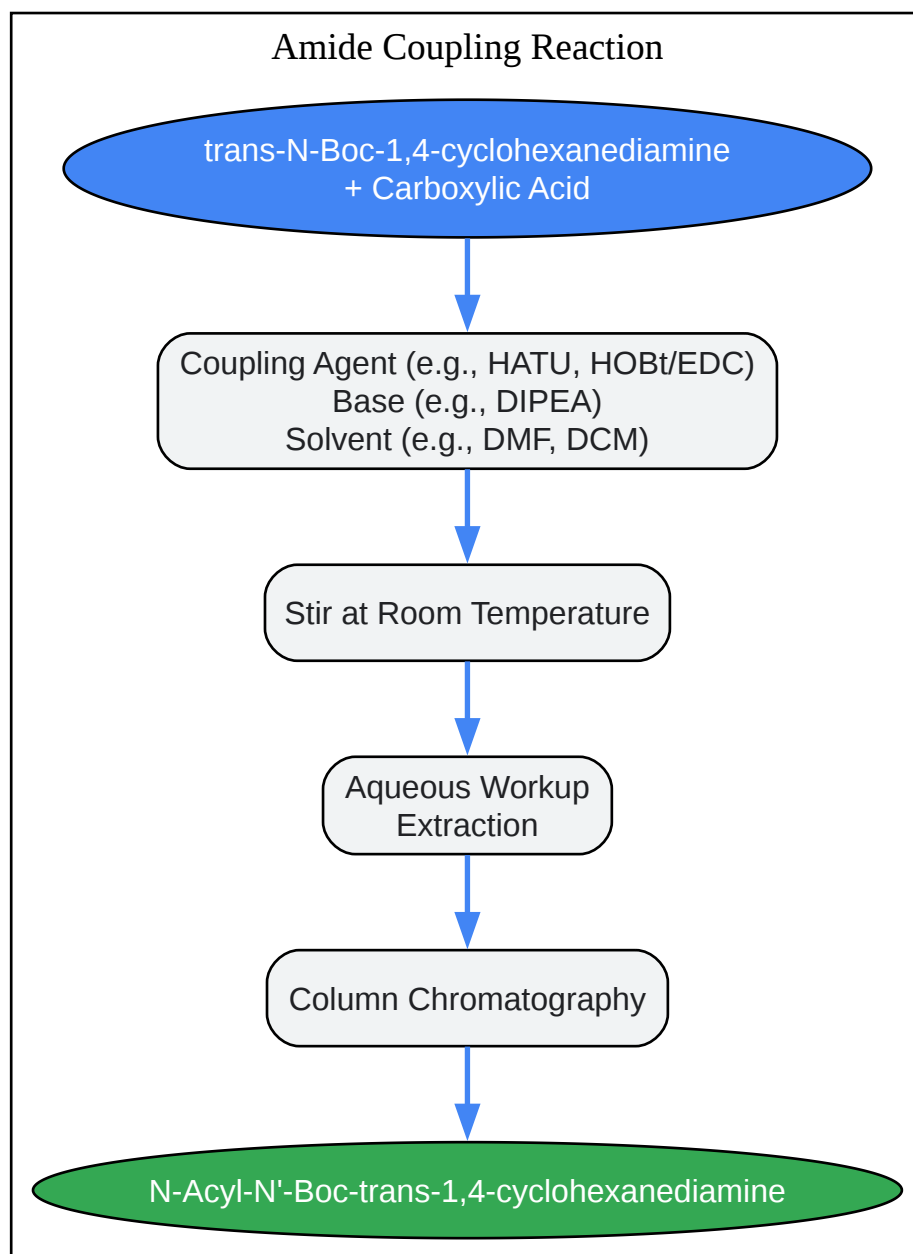 Amide Coupling Reaction
trans-N-Boc-1,4-cyclohexanediamine
+ Carboxylic Acid
Coupling Agent (e.g., HATU, HOBt/EDC)
Base (e.g., DIPEA)
Solvent (e.g., DMF, DCM)
Stir at Room Temperature
Aqueous Workup
Extraction
Column Chromatography
N-Acyl-N'-Boc-trans-1,4-cyclohexanediamine